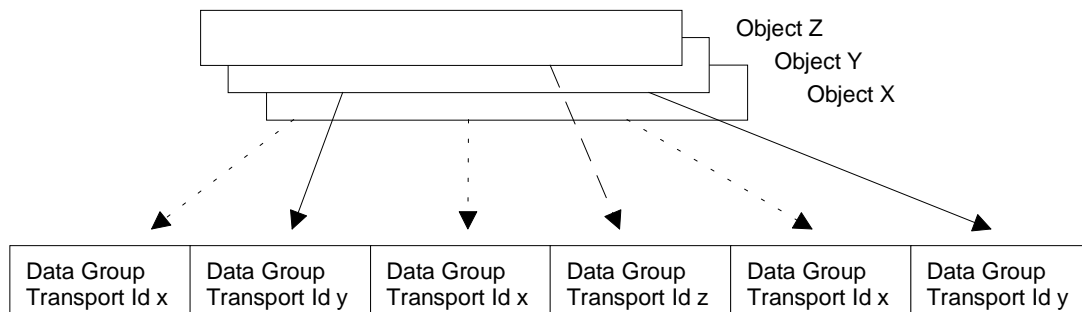 Object Z
Object Y
Object X
Data Group
Transport Id x
Data Group
Transport Id y
Data Group
Transport Id x
Data Group
Transport Id z
Data Group
Transport Id x
Data Group
Transport Id y